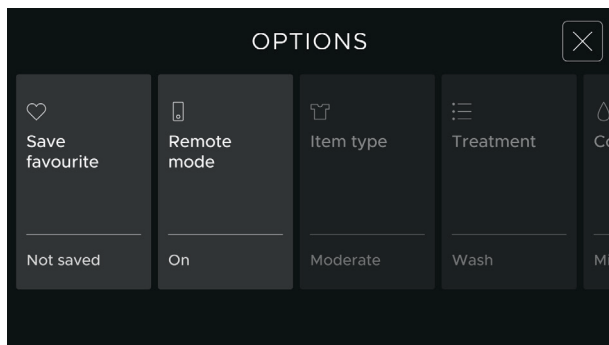 OPTIONS
Save
favourite
Not saved
Remote
mode
On
Item type
Moderate
Treatment
Wash